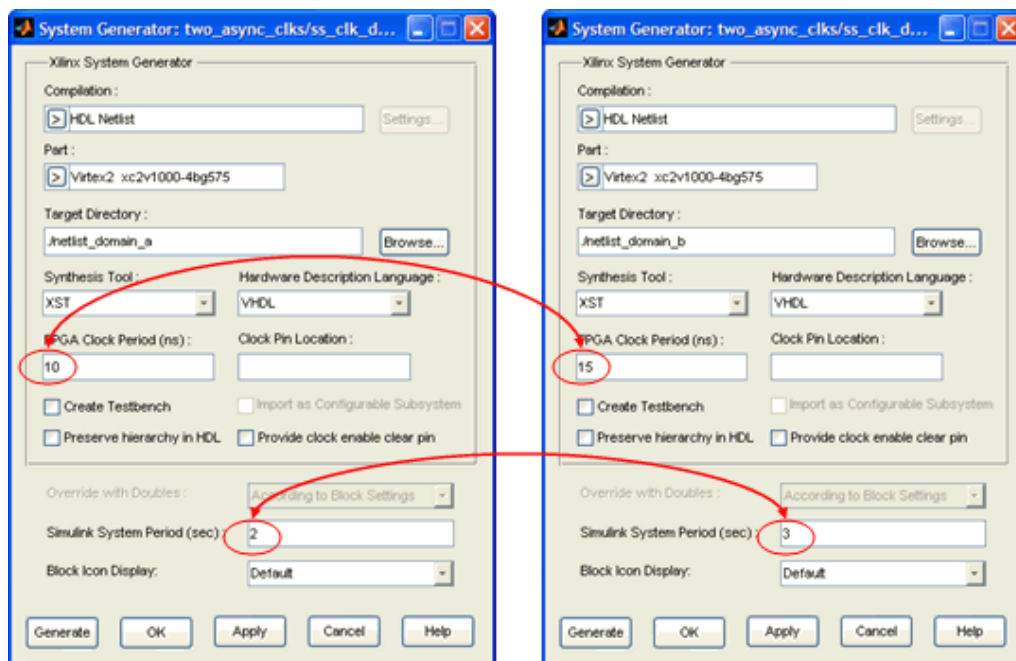 System Generator: two_async_clks/ss_clk_d...
Xilinx System Generator
Compilation :
> HDL Netlist
Settings...
Part :
> Virtex2 xc2v1000-4bg575
Target Directory :
./netlist_domain_a
Browse...
Synthesis Tool :
Hardware Description Language :
XST
VHDL
FPGA Clock Period (ns) :
Clock Pin Location :
10
Create Testbench
Import as Configurable Subsystem
Preserve hierarchy in HDL
Provide clock enable clear pin
Override with Doubles :
According to Block Settings
Simulink System Period (sec) :
2
Block Icon Display:
Default
Generate
OK
Apply
Cancel
Help
System Generator: two_async_clks/ss_clk_d...
Xilinx System Generator
Compilation :
> HDL Netlist
Settings...
Part :
> Virtex2 xc2v1000-4bg575
Target Directory :
./netlist_domain_b
Browse...
Synthesis Tool :
Hardware Description Language :
XST
VHDL
FPGA Clock Period (ns) :
Clock Pin Location :
15
Create Testbench
Import as Configurable Subsystem
Preserve hierarchy in HDL
Provide clock enable clear pin
Override with Doubles :
According to Block Settings
Simulink System Period (sec) :
3
Block Icon Display:
Default
Generate
OK
Apply
Cancel
Help